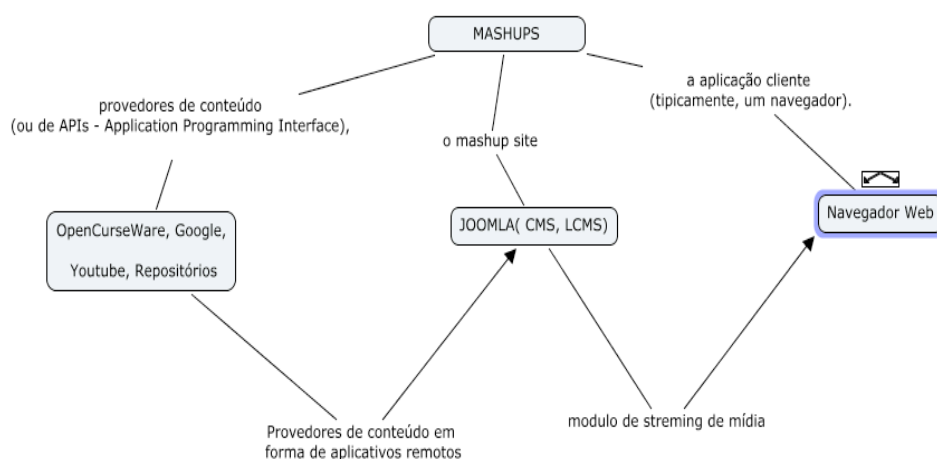 MASHUPS
provedores de conteúdo
(ou de APIs - Application Programming Interface),
a aplicação cliente
(tipicamente, um navegador).
o mashup site
OpenCurseWare, Google,
Youtube, Repositórios
JOOMLA( CMS, LCMS)
Navegador Web
Provedores de conteúdo em
forma de aplicativos remotos
modulo de streming de mídia